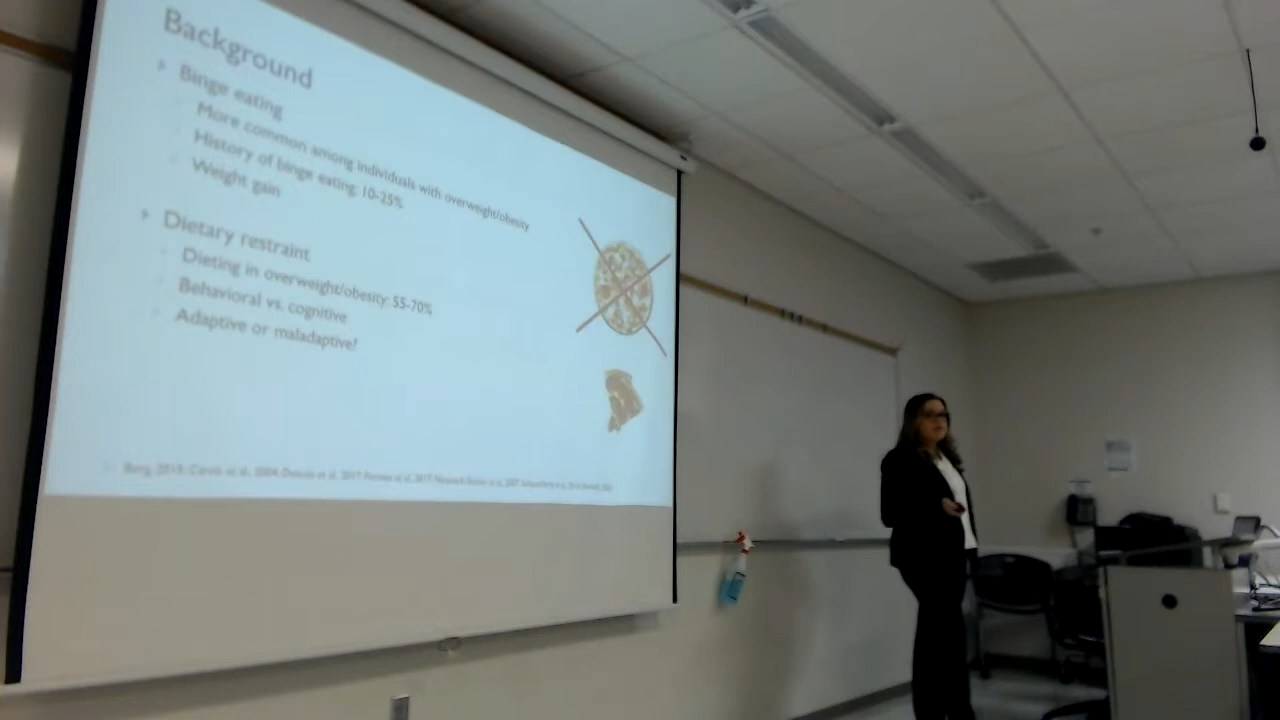 Background
Binge eating
More common among individuals with overweight/obesity
History of binge eating: 10-25%
Weight gain
Dietary restraint
Dieting in overweight/obesity: 55-70%
Behavioral vs. cognitive
Adaptive or maladaptive?